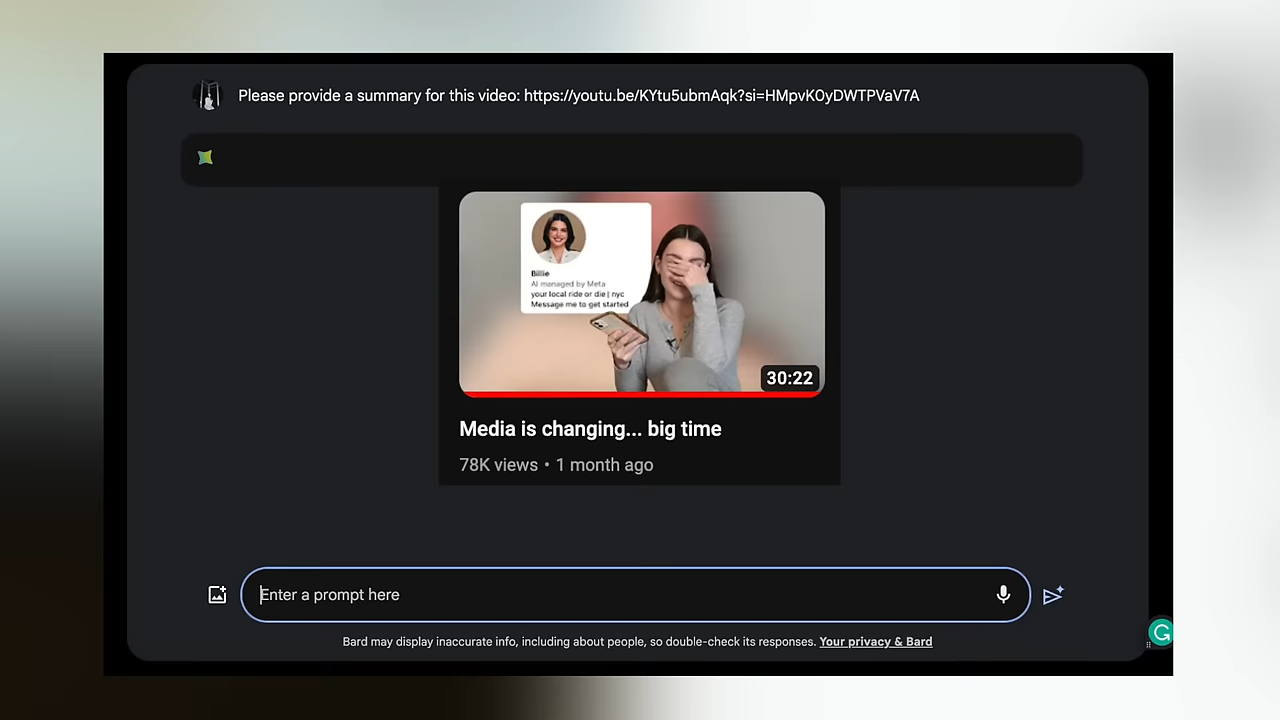 Please provide a summary for this video: https://youtu.be/KYtu5ubmAqk?si=HMpvK0yDWTPVaV7A
Billie
AI managed by Meta
your local ride or die | nyc
Message me to get started
30:22
Media is changing... big time
78K views • 1 month ago
Enter a prompt here
Bard may display inaccurate info, including about people, so double-check its responses. Your privacy & Bard